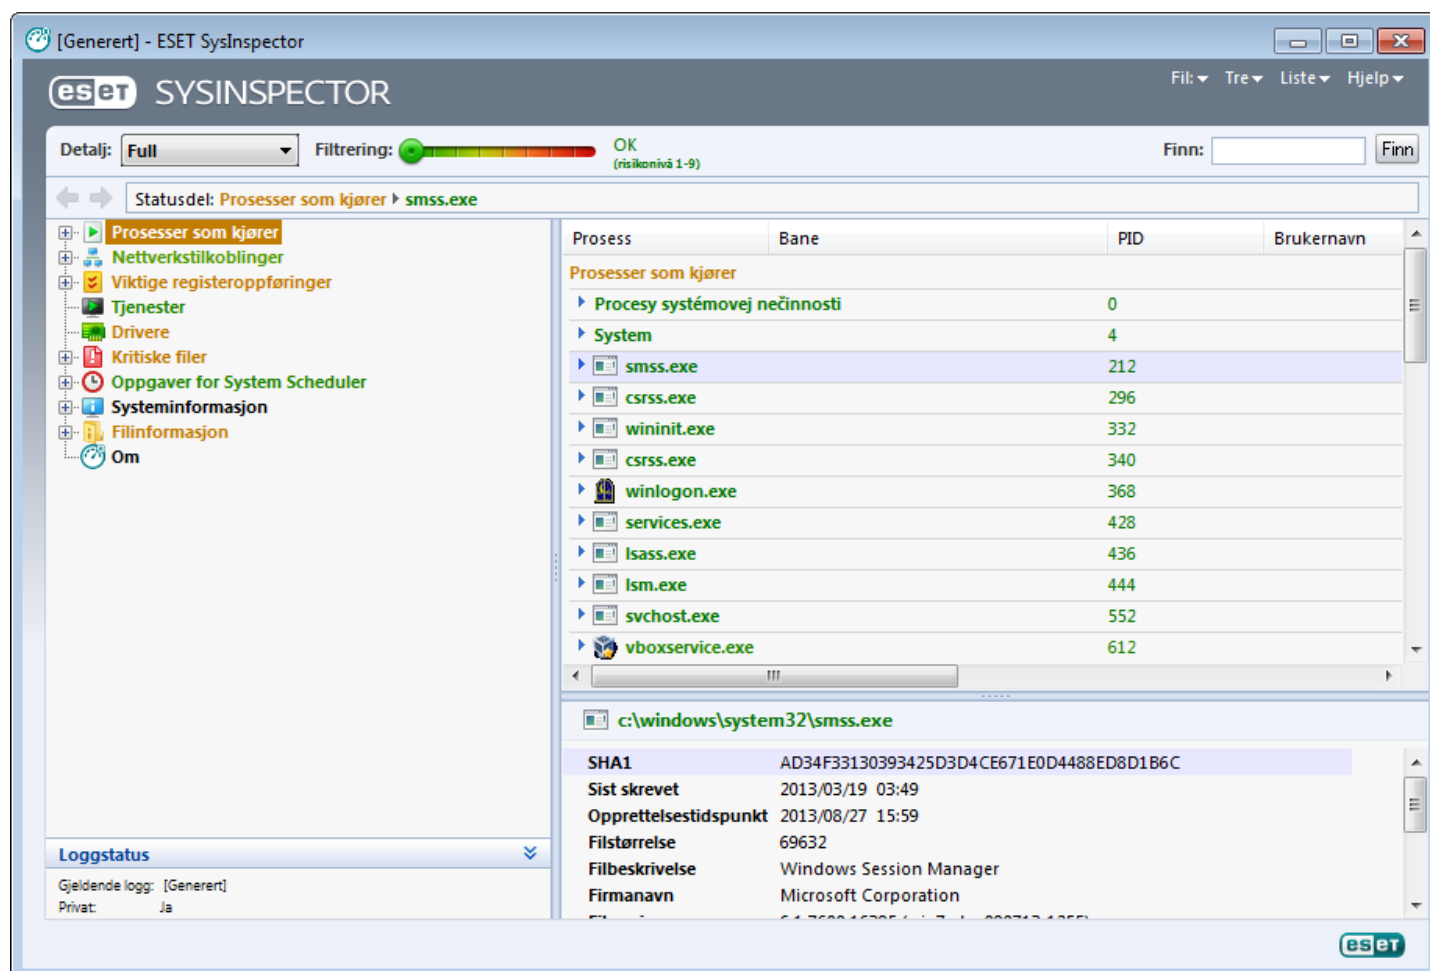 [Generert] - ESET SysInspector
eset SYSINSPECTOR
Fil: Tre Liste Hjelp
Detalj: Full Filtrering: OK Finn: Finn
(risikonivå 1-9)
Statusdel: Prosesser som kjører smss.exe
Prosesser som kjører
Nettverkstilkoblinger
Viktige registeroppføringer
Tjenester
Drivere
Kritiske filer
Oppgaver for System Scheduler
Systeminformasjon
Filinformasjon
Om
Prosess Bane PID Brukernavn
Prosesser som kjører
Procesy systémovej nečinnosti 0
System 4
smss.exe 212
csrss.exe 296
wininit.exe 332
csrss.exe 340
winlogon.exe 368
services.exe 428
lsass.exe 436
lsm.exe 444
svchost.exe 552
vboxservice.exe 612
c:\windows\system32\smss.exe
SHA1 AD34F33130393425D3D4CE671E0D4488ED8D1B6C
Sist skrevet 2013/03/19 03:49
Opprettelsestidspunkt 2013/08/27 15:59
Filstørrelse 69632
Filbeskrivelse Windows Session Manager
Firmanavn Microsoft Corporation
Loggstatus
Gjeldende logg: [Generert]
Privat: Ja
eset